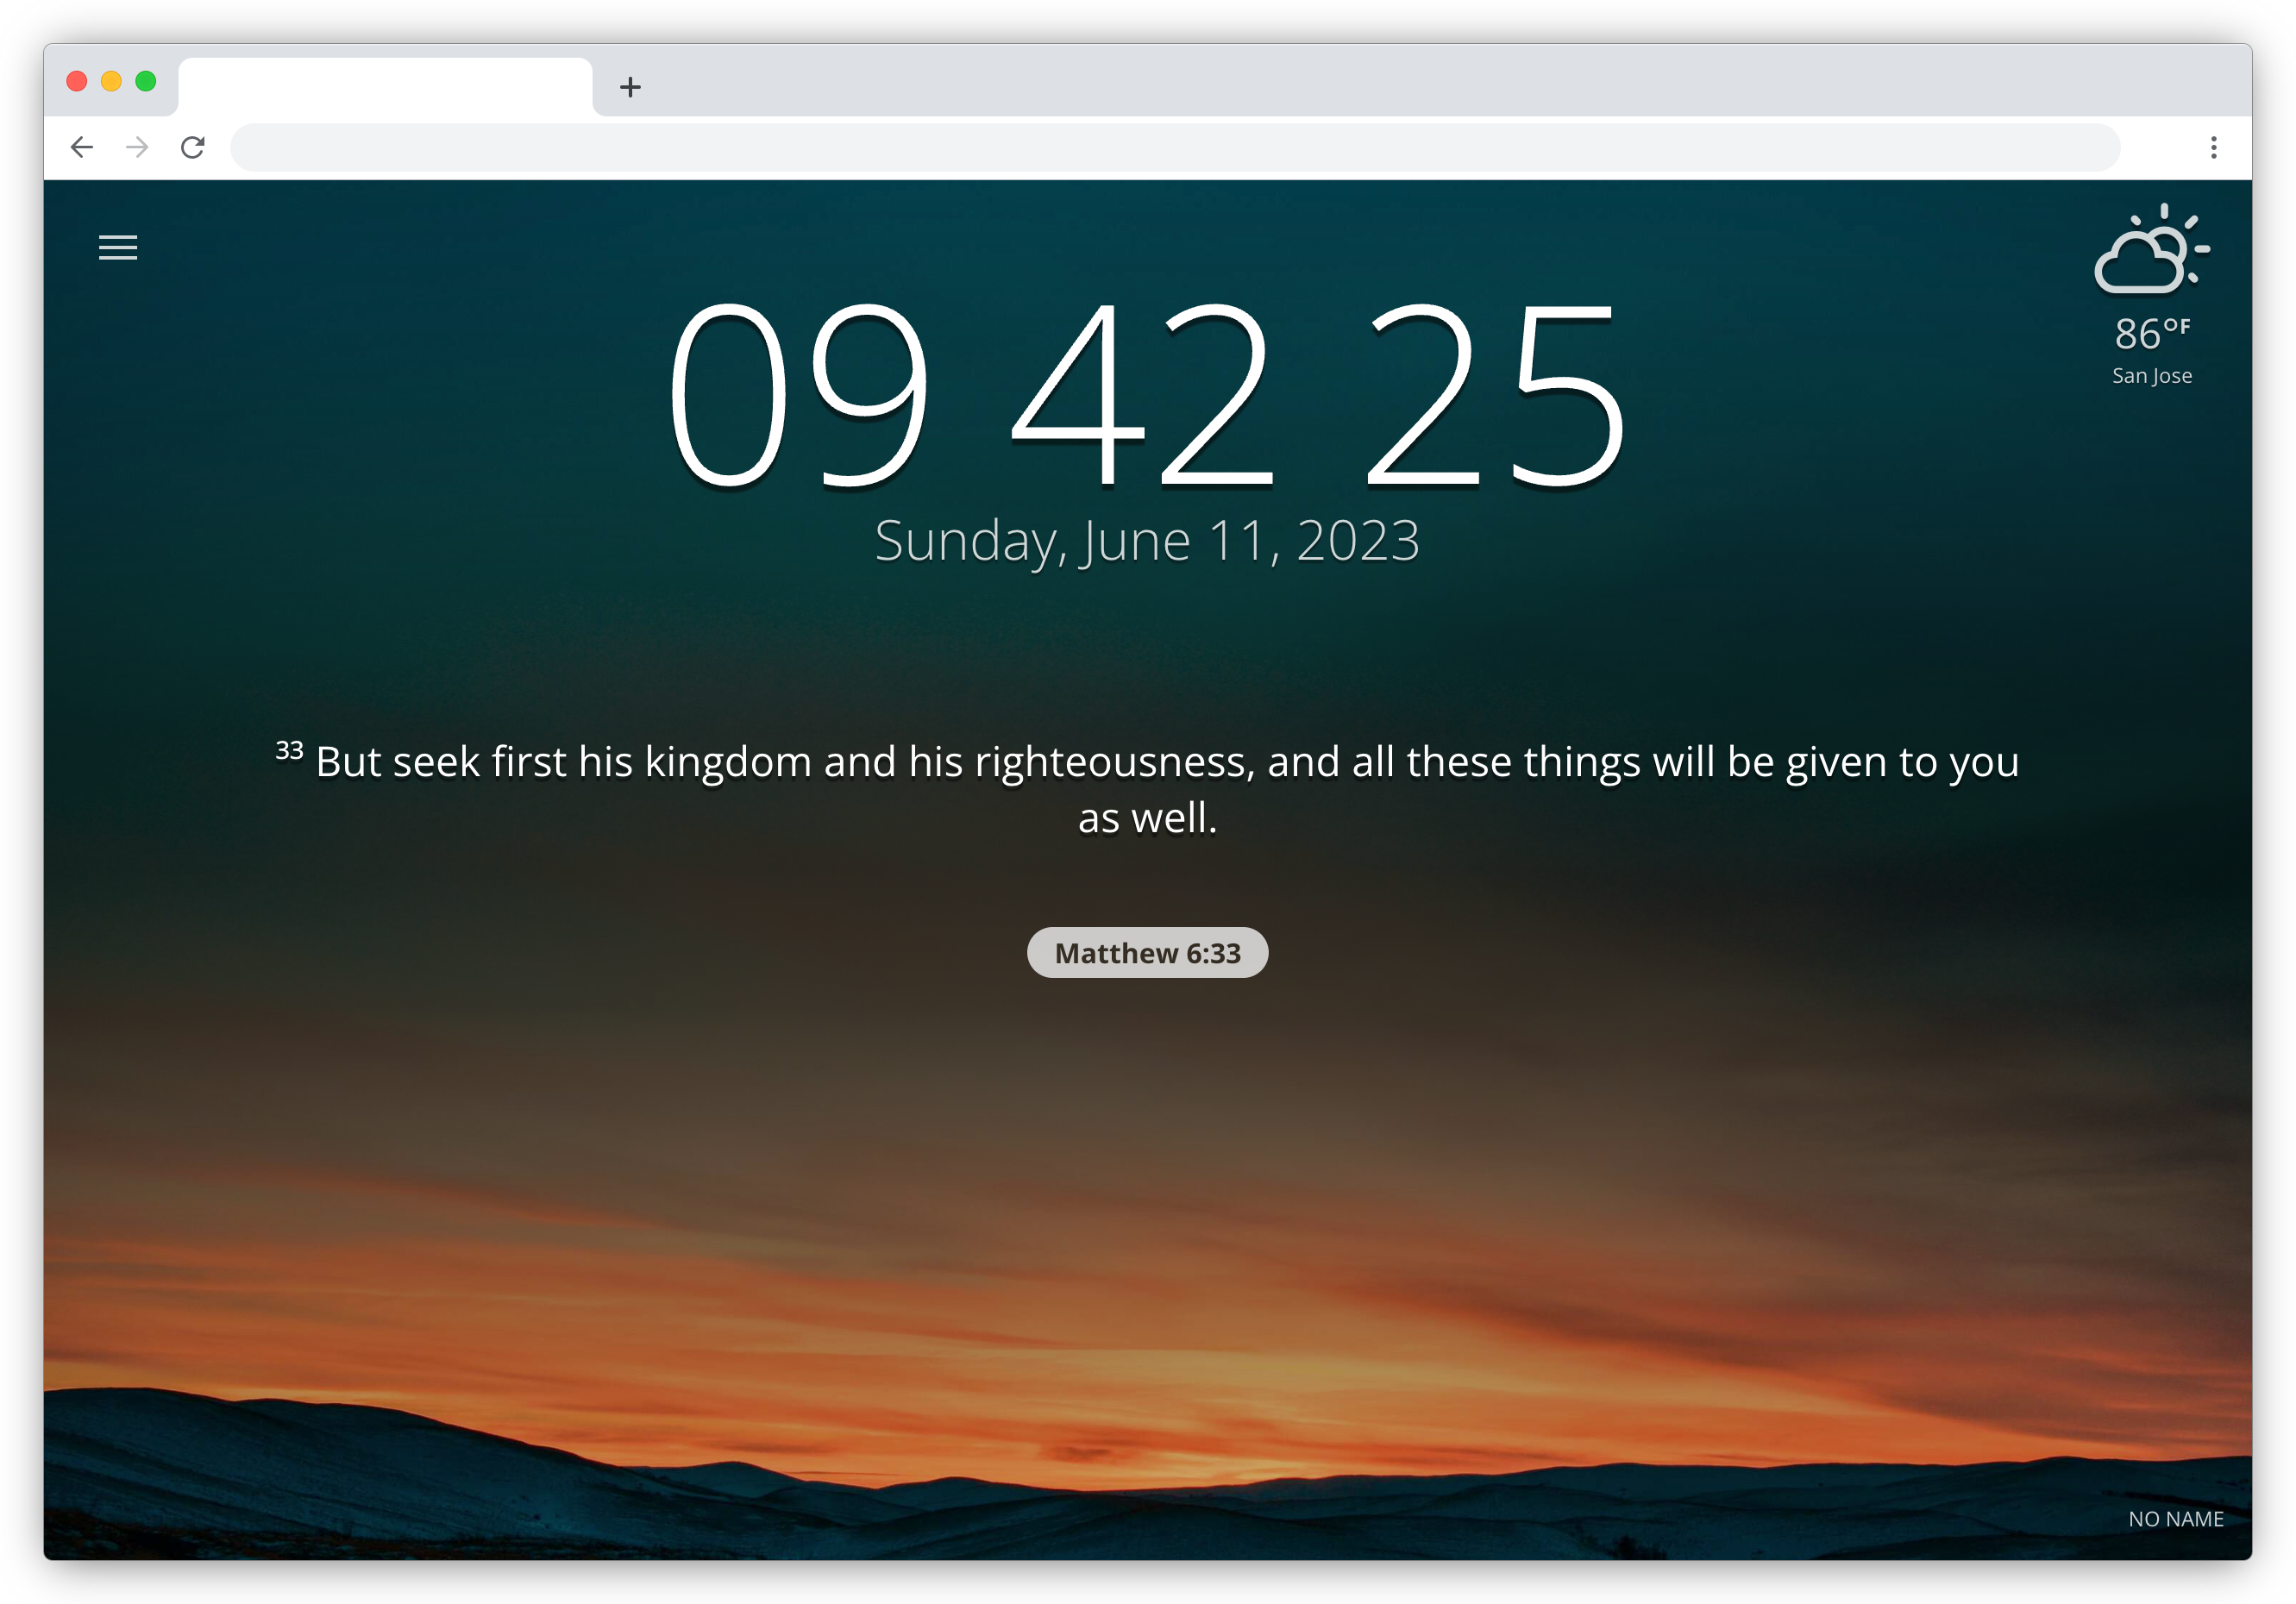 09 42 25
Sunday, June 11, 2023
86°F
San Jose
33 But seek first his kingdom and his righteousness, and all these things will be given to you
as well.
Matthew 6:33
NO NAME